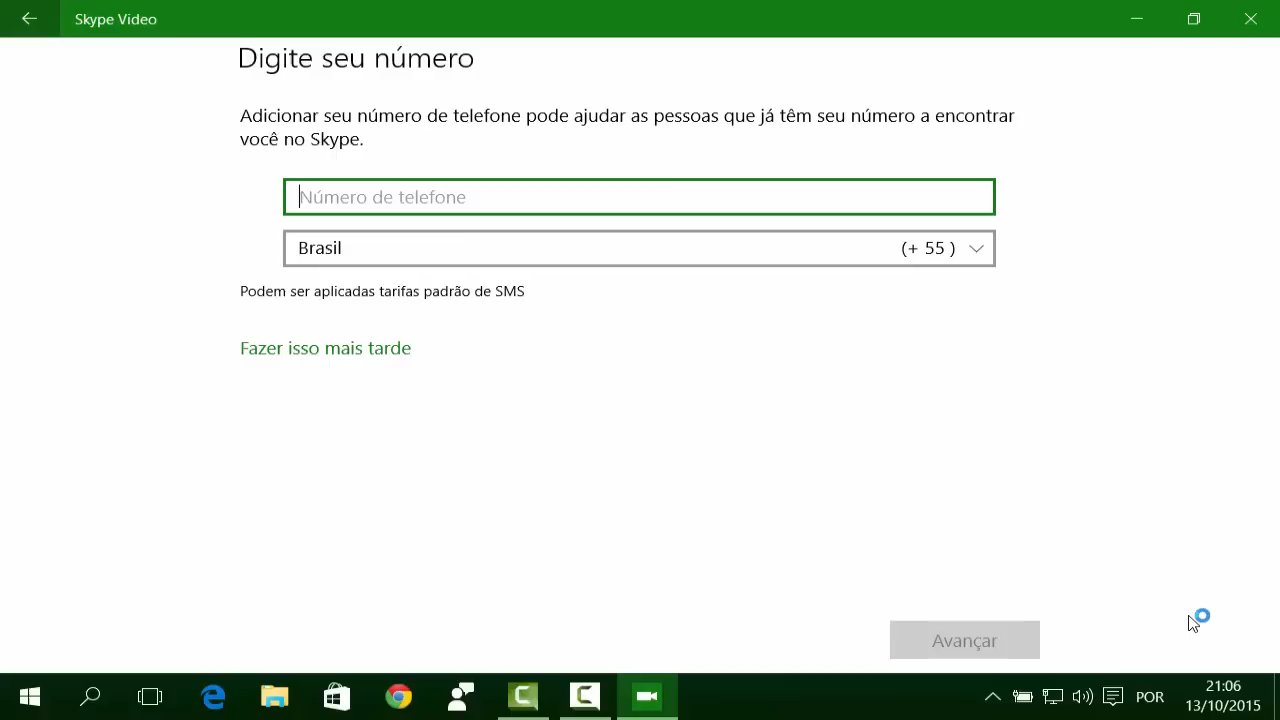 Skype Video
Digite seu número
Adicionar seu número de telefone pode ajudar as pessoas que já têm seu número a encontrar
você no Skype.
Número de telefone
Brasil (+ 55 )
Podem ser aplicadas tarifas padrão de SMS
Fazer isso mais tarde
Avançar
POR
21:06
13/10/2015